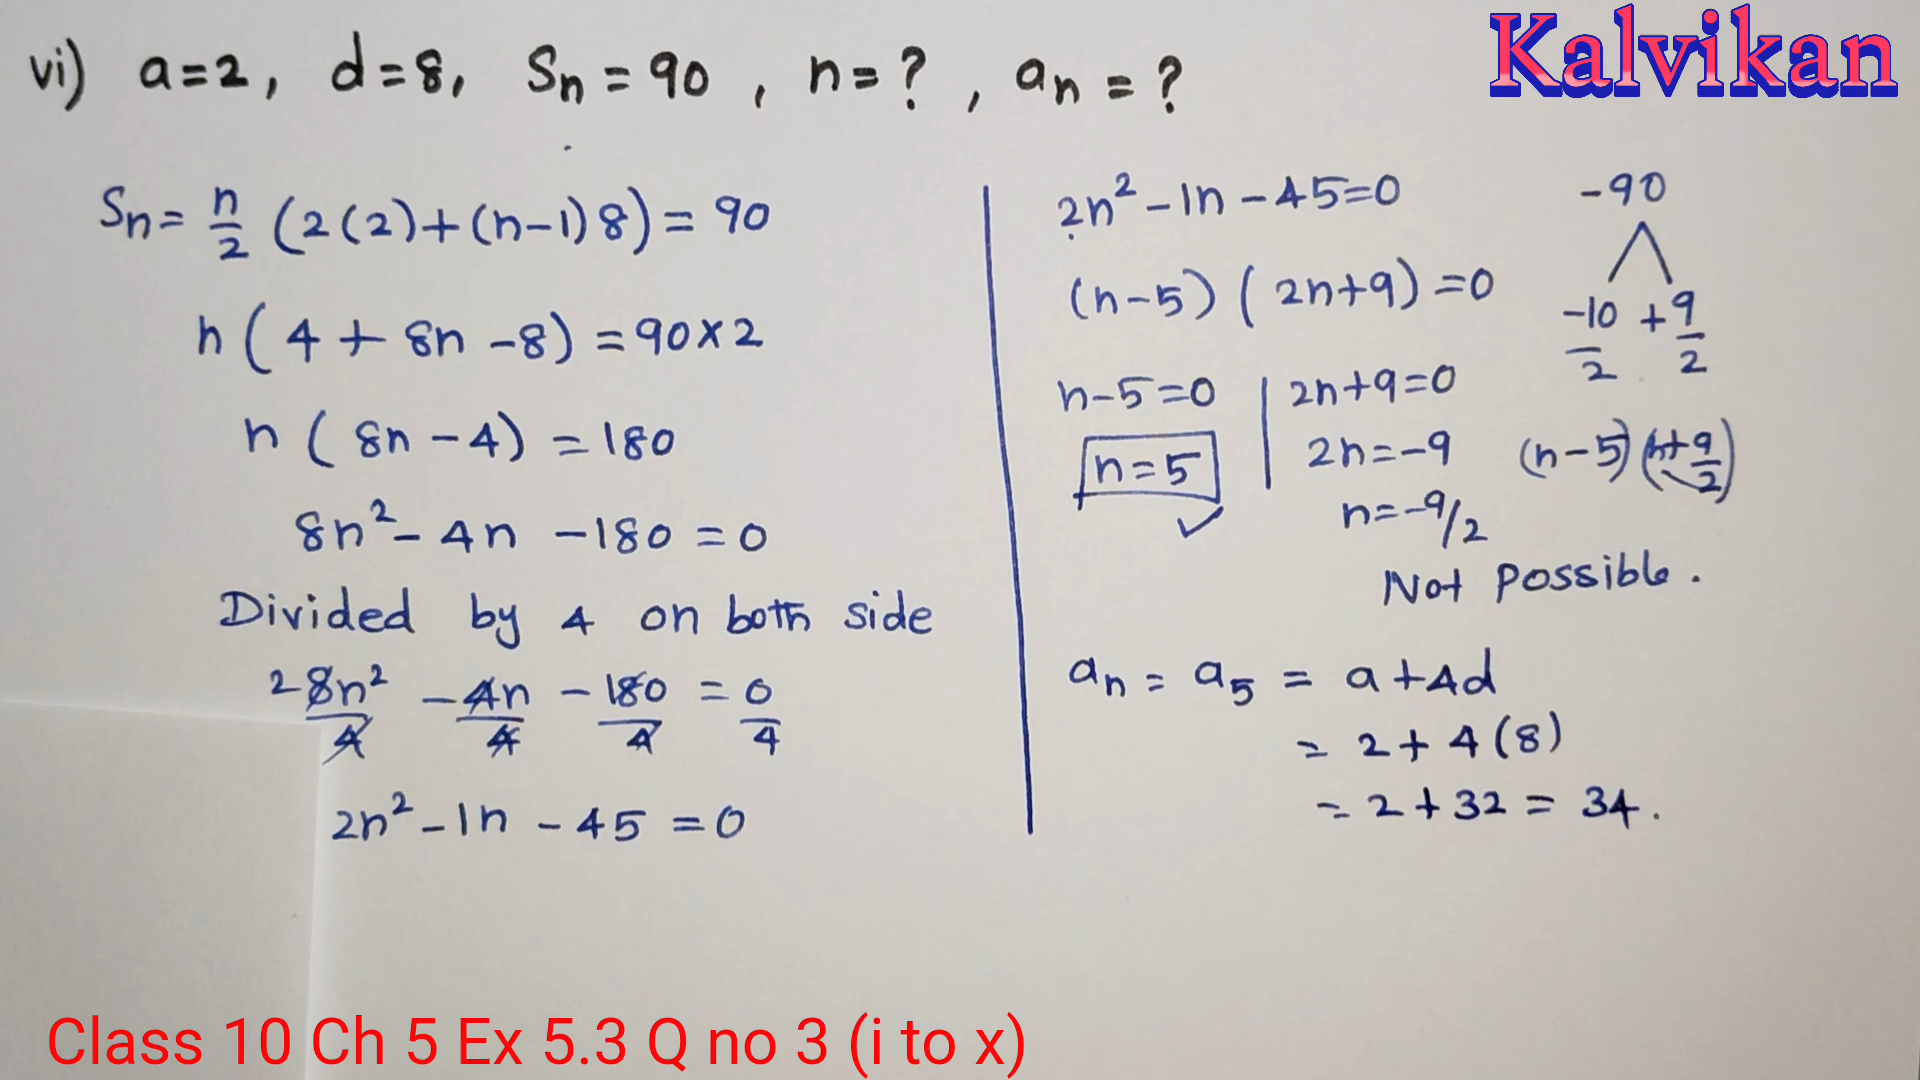 Kalvikan
vi) a=2, d=8, Sn=90, n=?, an=?
Sn= n/2 (2(2)+(n-1)8)=90
n(4+8n-8)=90×2
n(8n-4)=180
8n²-4n-180=0
Divided by 4 on both side
2 8n²/4 -4n/4 -180/4 =0/4
2n²-1n-45=0
2n²-1n-45=0
(n-5)(2n+9)=0
n-5=0
n=5
2n+9=0
2n=-9
n=-9/2
Not possible.
-90
-10/2 +9/2
(n-5)(n+9/2)
an = a5 = a+4d
= 2+4(8)
= 2+32=34.
Class 10 Ch 5 Ex 5.3 Q no 3 (i to x)